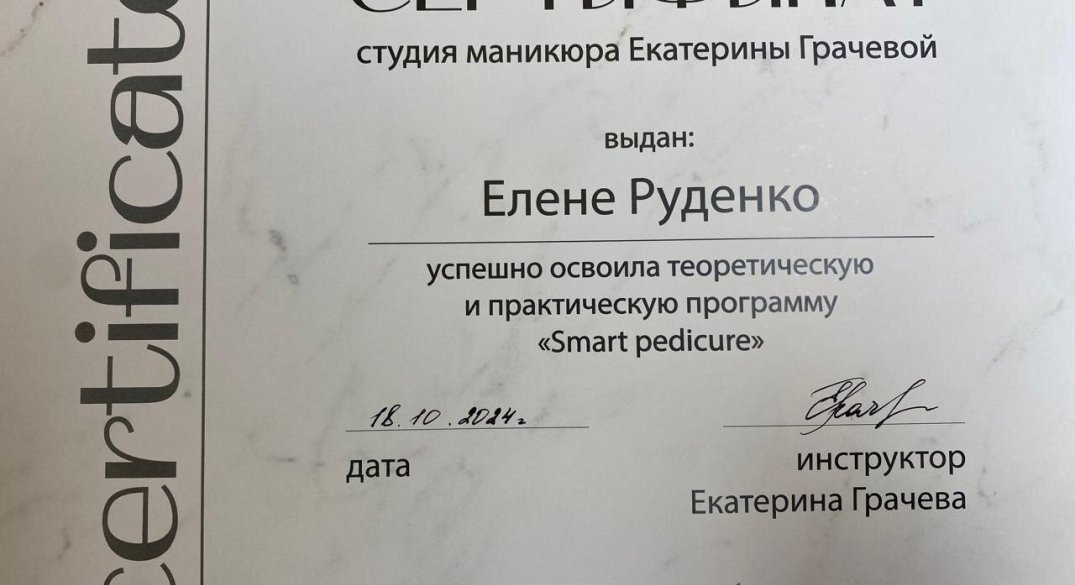 Certificate
СЕРТИФИКАТ
студия маникюра Екатерины Грачевой
выдан:
Елене Руденко
успешно освоила теоретическую
и практическую программу
«Smart pedicure»
18.10.2024г
дата
инструктор
Екатерина Грачева